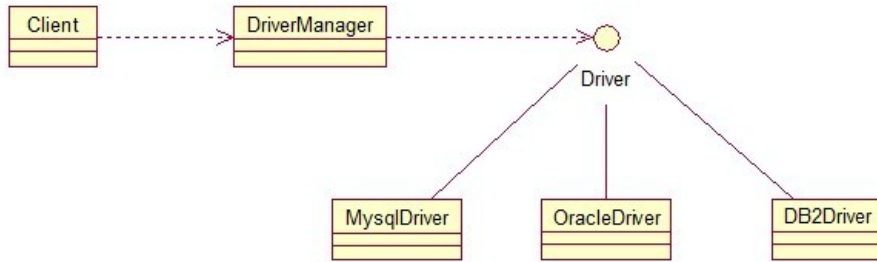 Client
DriverManager
Driver
MysqlDriver
OracleDriver
DB2Driver